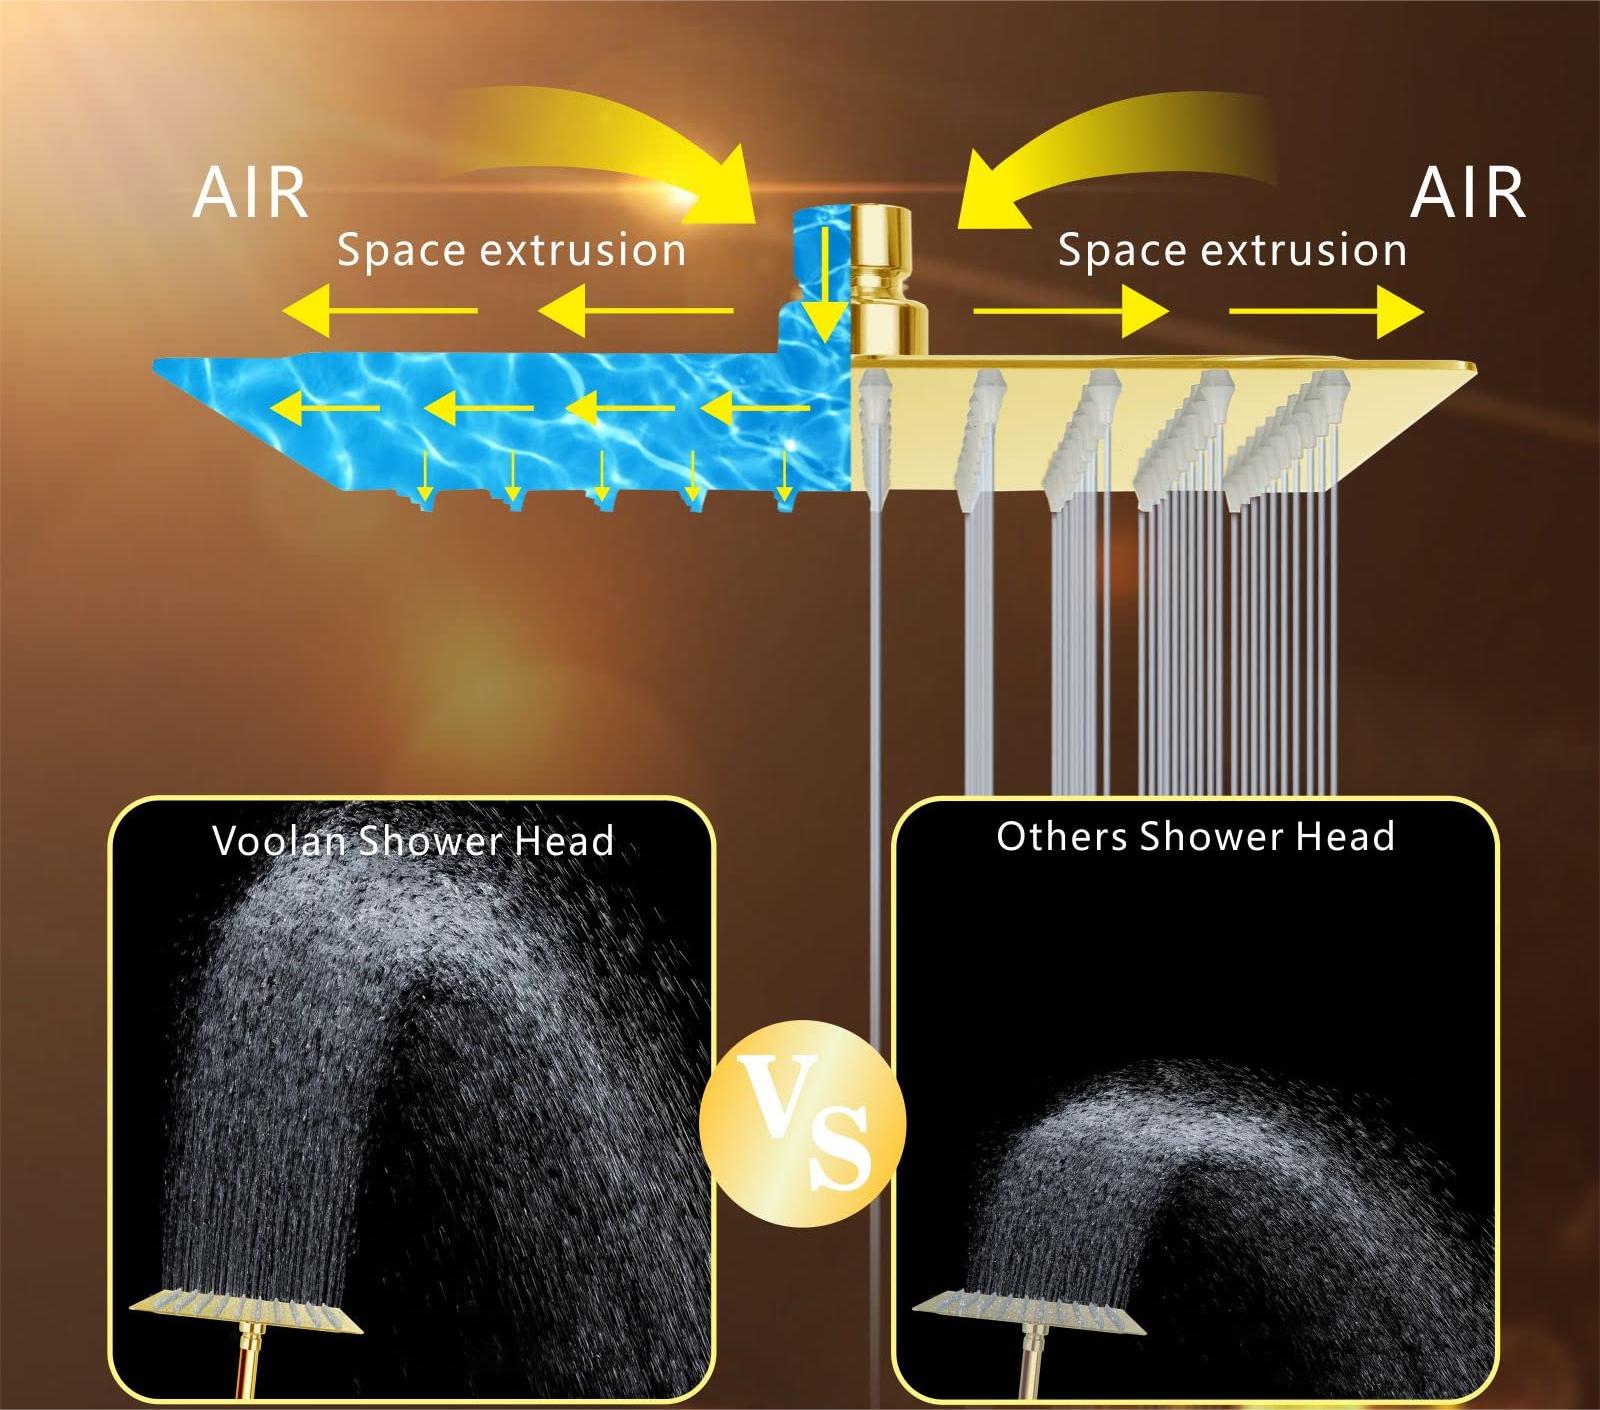 AIR
AIR
Space extrusion
Space extrusion
Voolan Shower Head
Others Shower Head
VS